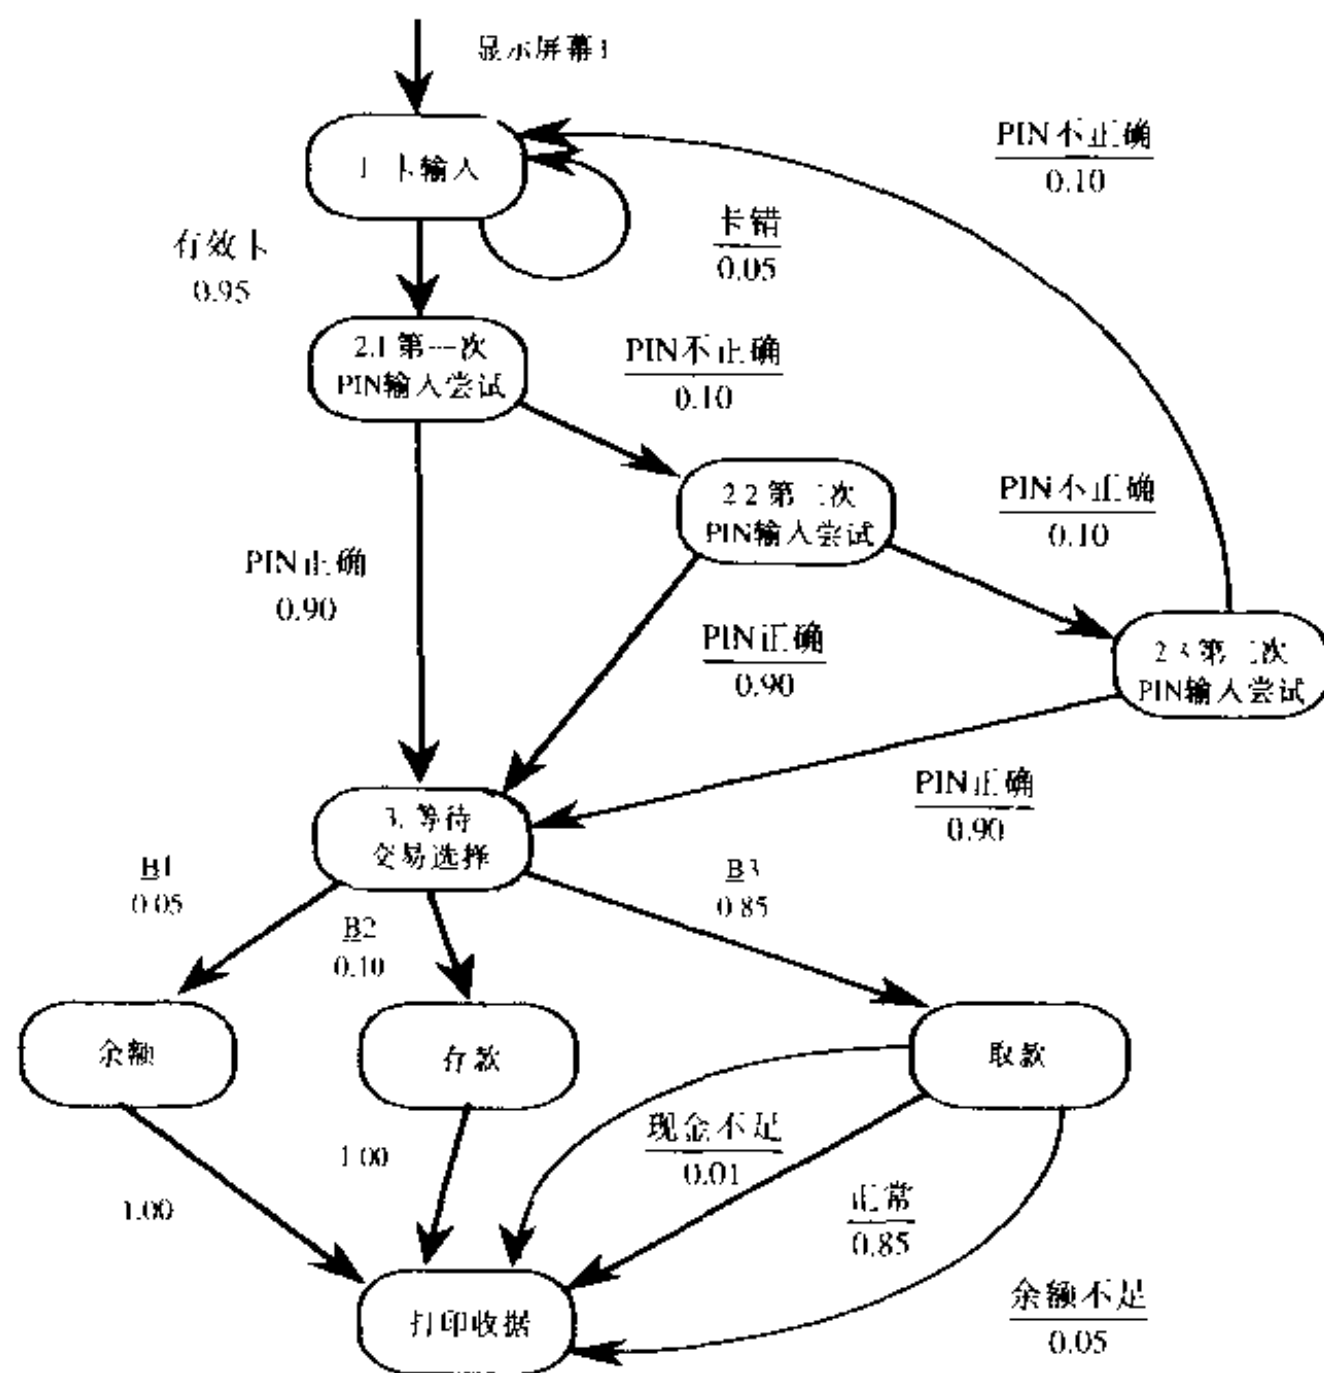 显示屏幕1
1 卡输入
PIN不正确
0.10
卡错
0.05
有效卡
0.95
2.1 第一次
PIN输入尝试
PIN不正确
0.10
2.2 第二次
PIN输入尝试
PIN不正确
0.10
PIN正确
0.90
PIN正确
0.90
2.3 第三次
PIN输入尝试
PIN正确
0.90
3. 等待
交易选择
B1
0.05
B2
0.10
B3
0.85
余额
存款
取款
1.00
1.00
现金不足
0.01
正常
0.85
余额不足
0.05
打印收据